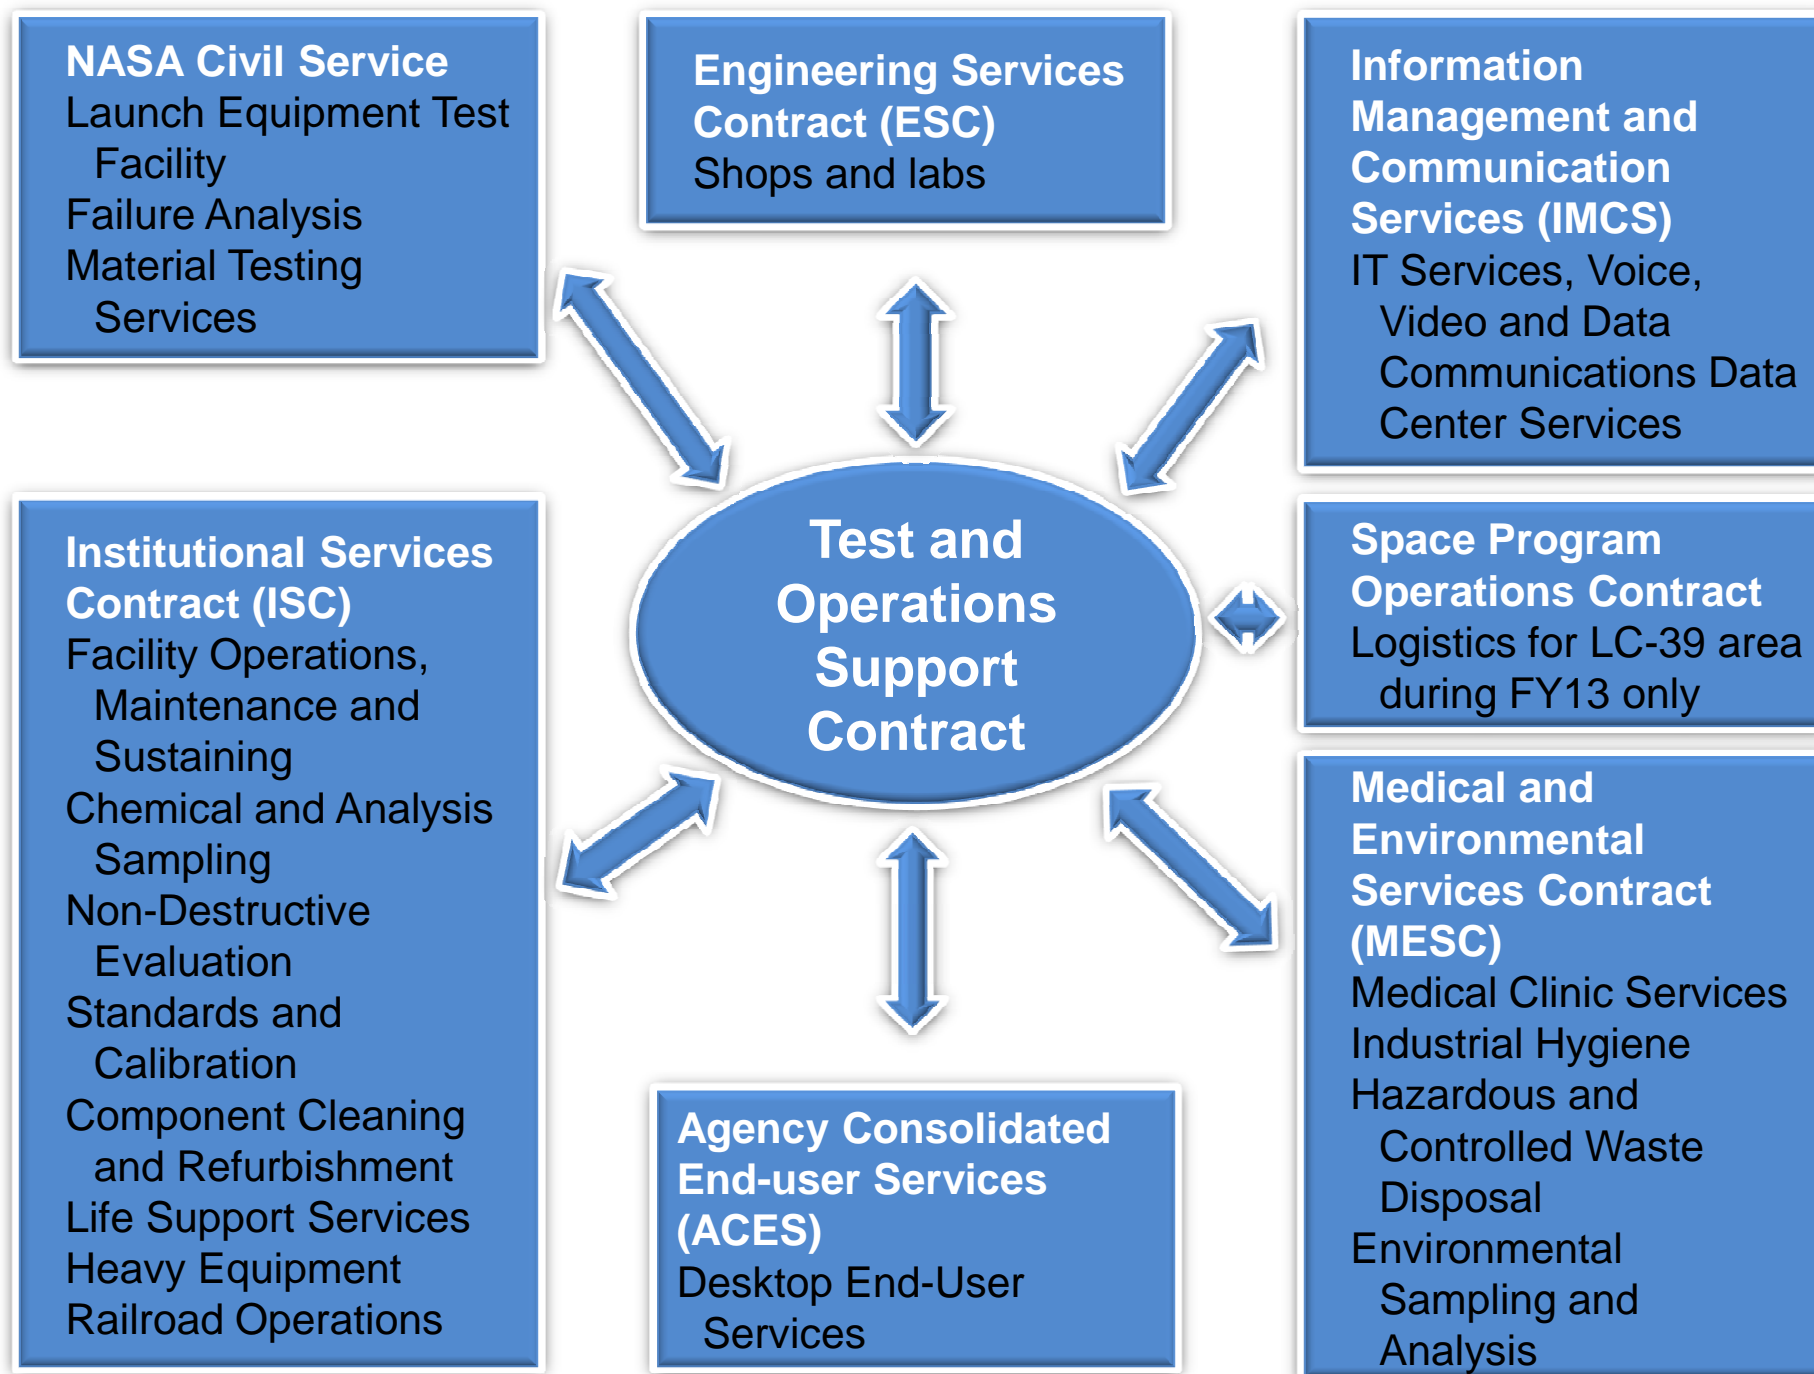 NASA Civil Service
Launch Equipment Test
Facility
Failure Analysis
Material Testing
Services
Engineering Services
Contract (ESC)
Shops and labs
Information
Management and
Communication
Services (IMCS)
IT Services, Voice,
Video and Data
Communications Data
Center Services
Institutional Services
Contract (ISC)
Facility Operations,
Maintenance and
Sustaining
Chemical and Analysis
Sampling
Non-Destructive
Evaluation
Standards and
Calibration
Component Cleaning
and Refurbishment
Life Support Services
Heavy Equipment
Railroad Operations
Test and
Operations
Support
Contract
Space Program
Operations Contract
Logistics for LC-39 area
during FY13 only
Agency Consolidated
End-user Services
(ACES)
Desktop End-User
Services
Medical and
Environmental
Services Contract
(MESC)
Medical Clinic Services
Industrial Hygiene
Hazardous and
Controlled Waste
Disposal
Environmental
Sampling and
Analysis